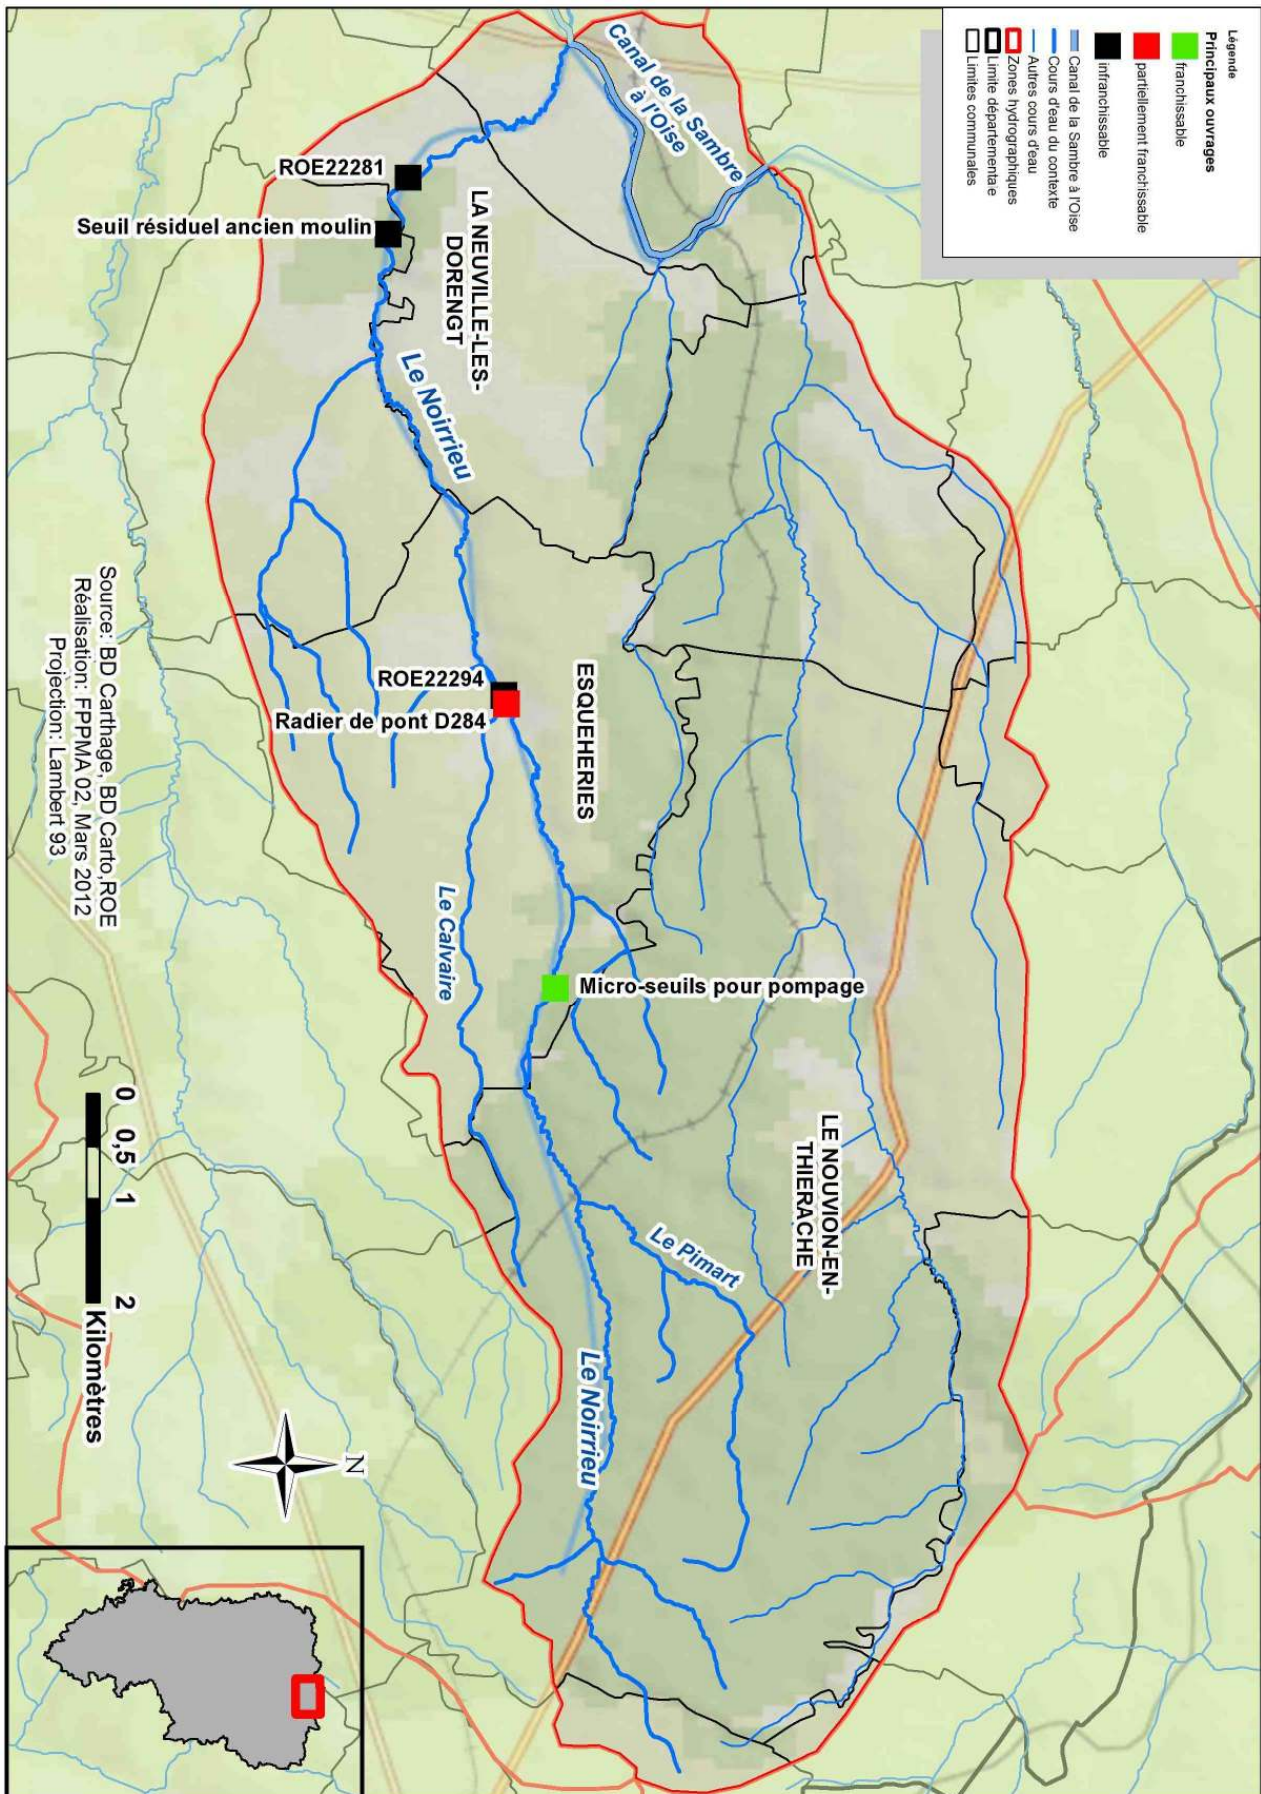 Légende
Principaux ouvrages
franchissable
partiellement franchissable
infranchissable
Canal de la Sambre à l'Oise
Cours d'eau du contexte
Autres cours d'eau
Zones hydrographiques
Limite départementale
Limites communales
Canal de la Sambre
à l'Oise
ROE22281
Seuil résiduel ancien moulin
LA NEUVILLE-LES-
DORENGT
Le Noirrieu
ROE22294
Radier de pont D284
ESQUEHERIES
Le Calvaire
Micro-seuils pour pompage
LE NOUVION-EN-
THIERACHE
Le Pimart
Le Noirrieu
Source: BD Carthage, BD Carto,ROE
Réalisation: FPPMA 02, Mars 2012
Projection: Lambert 93
0 0,5 1 2
Kilomètres
N